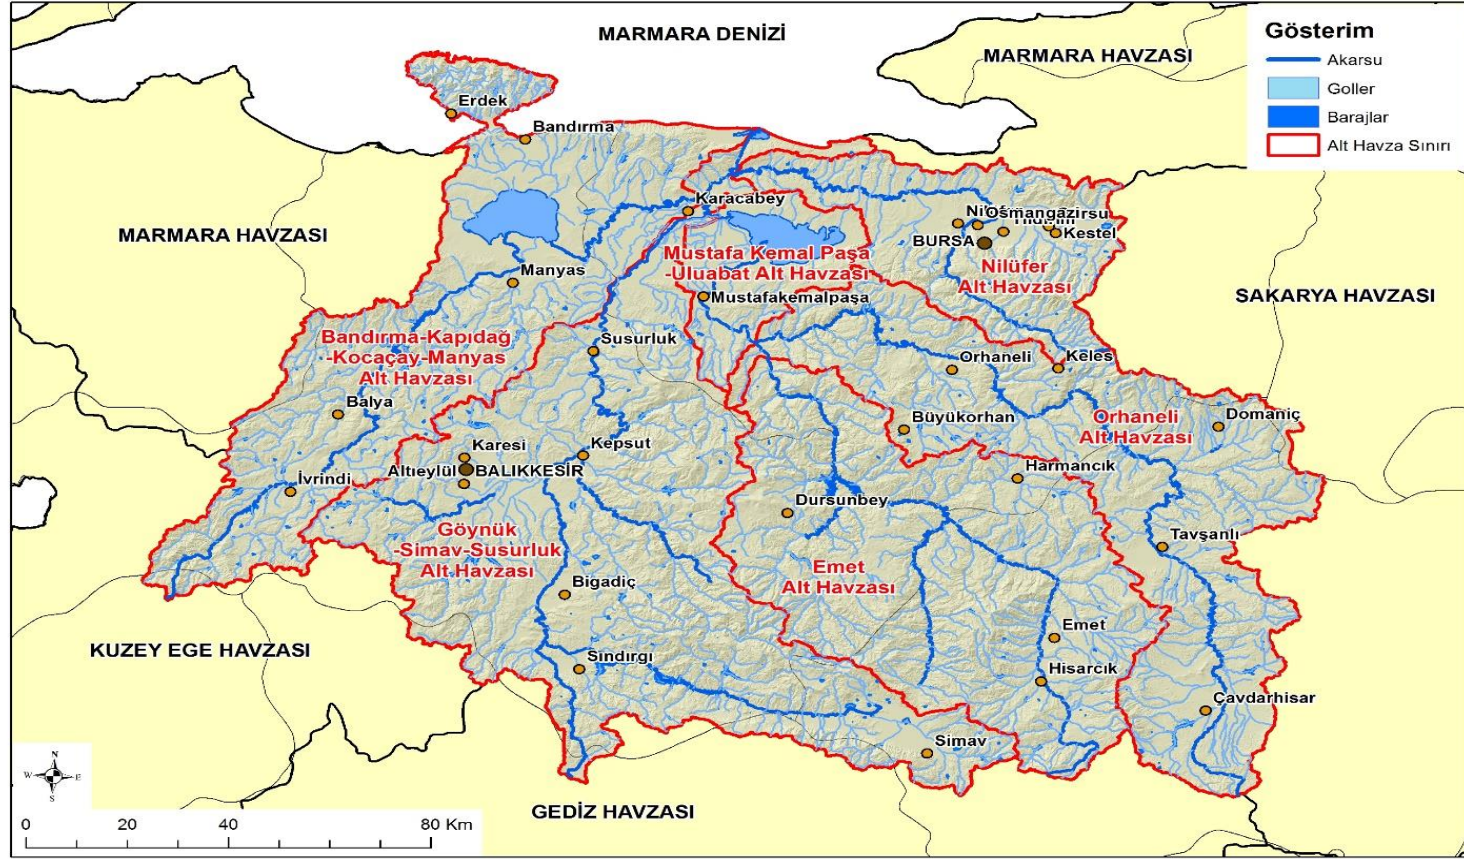 MARMARA DENİZİ
MARMARA HAVZASI
Gösterim
Akarsu
Goller
Barajlar
Alt Havza Sınırı
Erdek
Bandırma
MARMARA HAVZASI
Karacabey
Osmangazi
Kestel
BURSA
Mustafa Kemal Paşa
-Uluabat Alt Havzası
Nilüfer
Alt Havzası
SAKARYA HAVZASI
Manyas
Mustafakemalpaşa
Bandırma-Kapıdağ
-Kocaçay-Manyas
Alt Havzası
Susurluk
Orhaneli
Keles
Balya
Büyükorhan
Orhaneli
Alt Havzası
Domaniç
Karesi
Kepsut
Altıeylül
BALIKKESİR
Harmancık
İvrindi
Dursunbey
Göynük
-Simav-Susurluk
Alt Havzası
Tavşanlı
Emet
Alt Havzası
Bigadiç
Emet
KUZEY EGE HAVZASI
Sındırgı
Hisarcık
Çavdarhisar
Simav
N
W
E
S
GEDİZ HAVZASI
0 20 40 80 Km